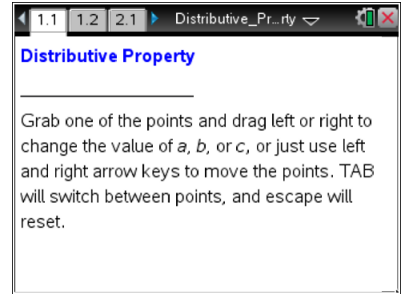 1.1 1.2 2.1 Distributive_Pr...rty
Distributive Property
Grab one of the points and drag left or right to
change the value of a, b, or c, or just use left
and right arrow keys to move the points. TAB
will switch between points, and escape will
reset.